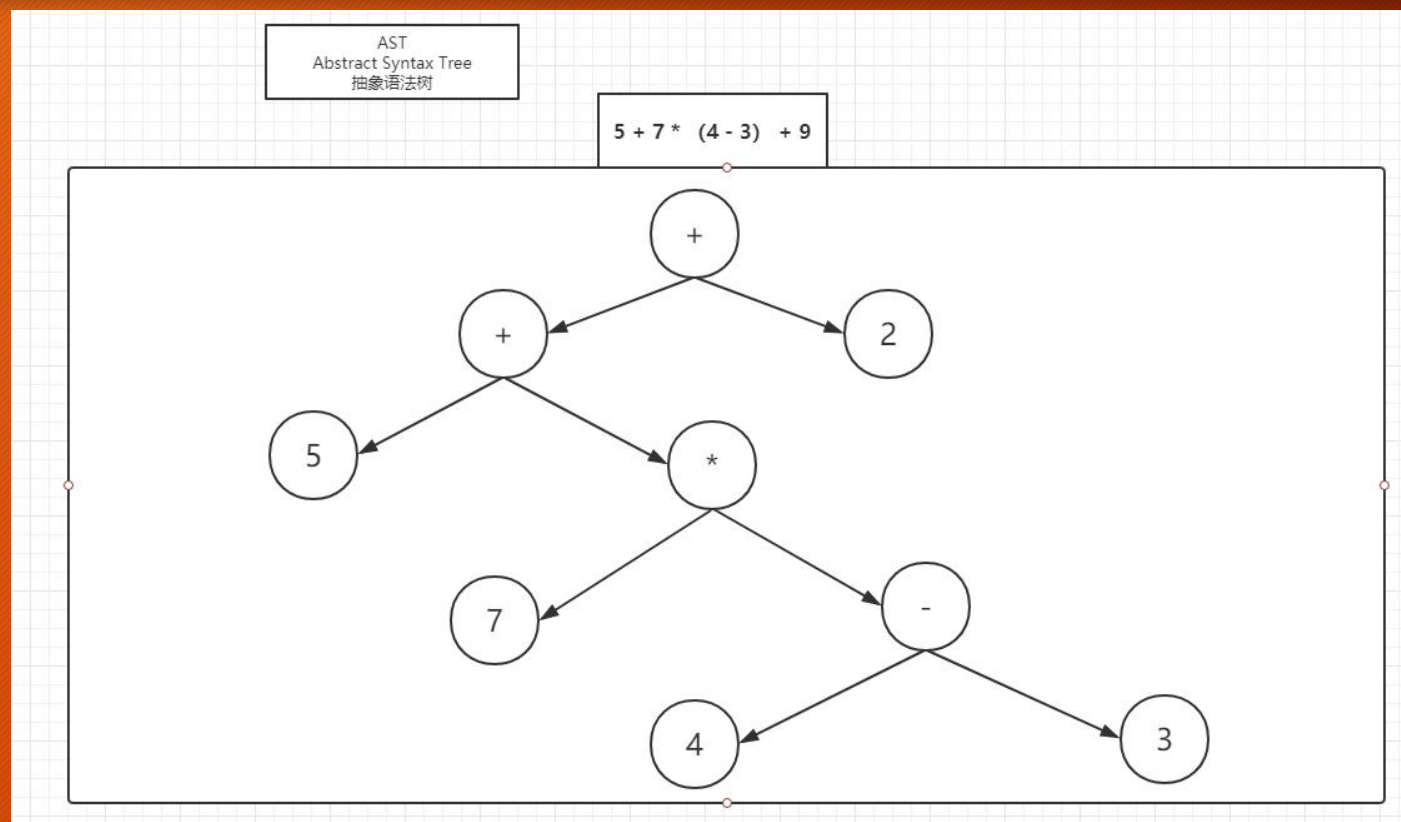 AST
Abstract Syntax Tree
抽象语法树
5 + 7 * （4 - 3） + 9
+
+
2
5
*
7
-
4
3